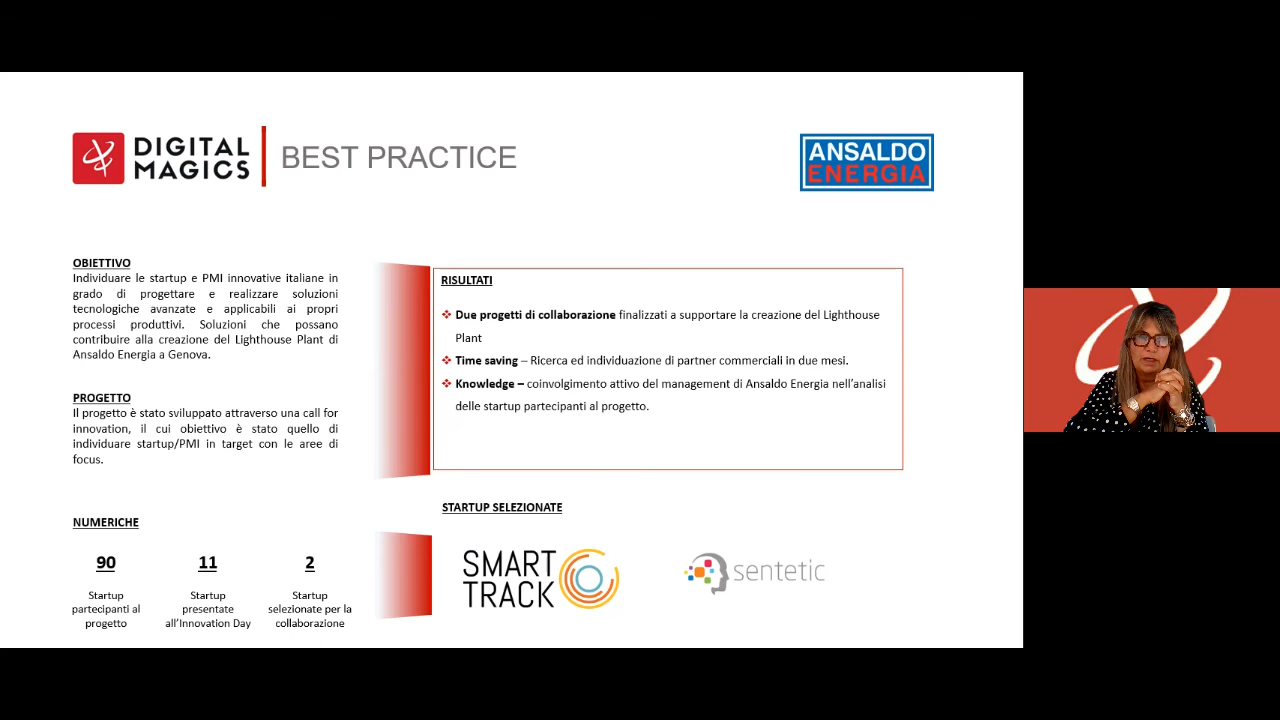 DIGITAL
MAGICS
BEST PRACTICE
ANSALDO
ENERGIA
OBIETTIVO
Individuare le startup e PMI innovative italiane in
grado di progettare e realizzare soluzioni
tecnologiche avanzate e applicabili ai propri
processi produttivi. Soluzioni che possano
contribuire alla creazione del Lighthouse Plant di
Ansaldo Energia a Genova.
PROGETTO
Il progetto è stato sviluppato attraverso una call for
innovation, il cui obiettivo è stato quello di
individuare startup/PMI in target con le aree di
focus.
RISULTATI
❖ Due progetti di collaborazione finalizzati a supportare la creazione del Lighthouse
Plant
❖ Time saving – Ricerca ed individuazione di partner commerciali in due mesi.
❖ Knowledge – coinvolgimento attivo del management di Ansaldo Energia nell'analisi
delle startup partecipanti al progetto.
NUMERICHE
90
Startup
partecipanti al
progetto
11
Startup
presentate
all'Innovation Day
2
Startup
selezionate per la
collaborazione
STARTUP SELEZIONATE
SMART
TRACK
sentetic